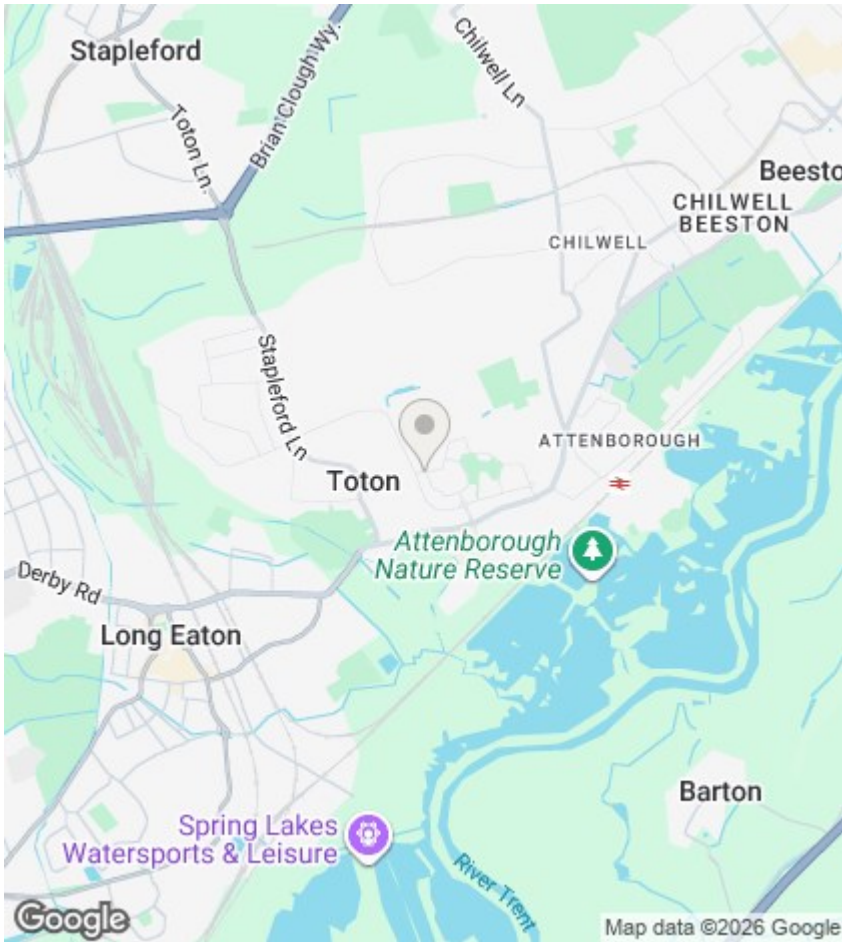 Stapleford
Chilwell Ln
Brian Clough Wy.
Toton Ln.
Beesto
CHILWELL
BEESTON
CHILWELL
Stapleford Ln
ATTENBOROUGH
Toton
Attenborough
Nature Reserve
Derby Rd
Long Eaton
Barton
Spring Lakes
Watersports & Leisure
River Trent
Google
Map data ©2026 Google